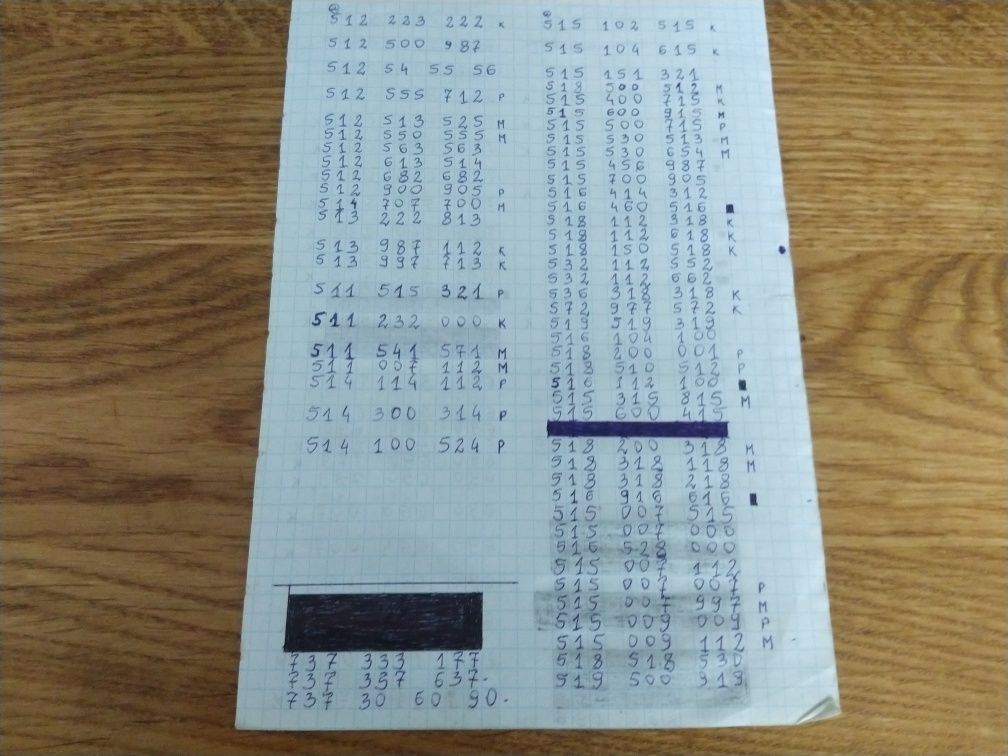 512 233 222 К
512 500 987
512 54 55 56
512 555 712 Р
512 513 525 М
512 550 555 М
512 563 563
512 613 514
512 682 682
512 900 905 Р
514 707 700 М
513 222 813
513 987 112 К
513 997 713 К
511 515 321 Р
511 232 000 К
511 541 571 М
511 007 112 М
514 114 112 Р
514 300 314 Р
514 100 524 Р
737 333 177
737 337 637.
737 30 60 90.
515 102 515 К
515 104 615 К
515 151 321
518 500 512 М
515 400 715 К
515 600 915 М
515 500 715 Р
515 530 513 М
515 530 654 М
515 456 987
515 700 905
516 414 312
516 460 516
518 112 318 К
518 112 618 К
518 150 518 К
532 112 552
532 112 662
536 318 318 К
572 977 572 К
519 519 319
516 104 100
518 200 001 Р
518 510 512 Р
516 112 100
515 315 815 М
515 600 415
518 200 318 М
518 318 118 М
518 318 218
516 916 616
515 007 515
515 007 000
516 528 000
515 007 112
515 007 007 Р
515 007 997 М
515 009 009 Р
515 009 112 М
518 518 530
519 500 319